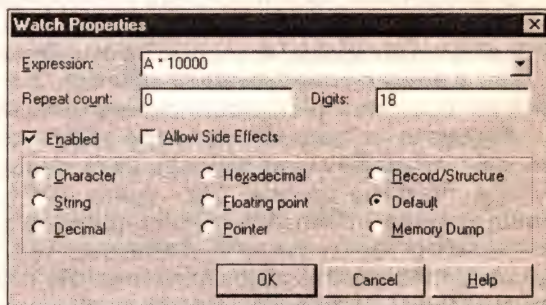 Watch Properties
Expression: A * 10000
Repeat count: 0 Digits: 18
Enabled Allow Side Effects
Character Hexadecimal Record/Structure
String Floating point Default
Decimal Pointer Memory Dump
OK Cancel Help